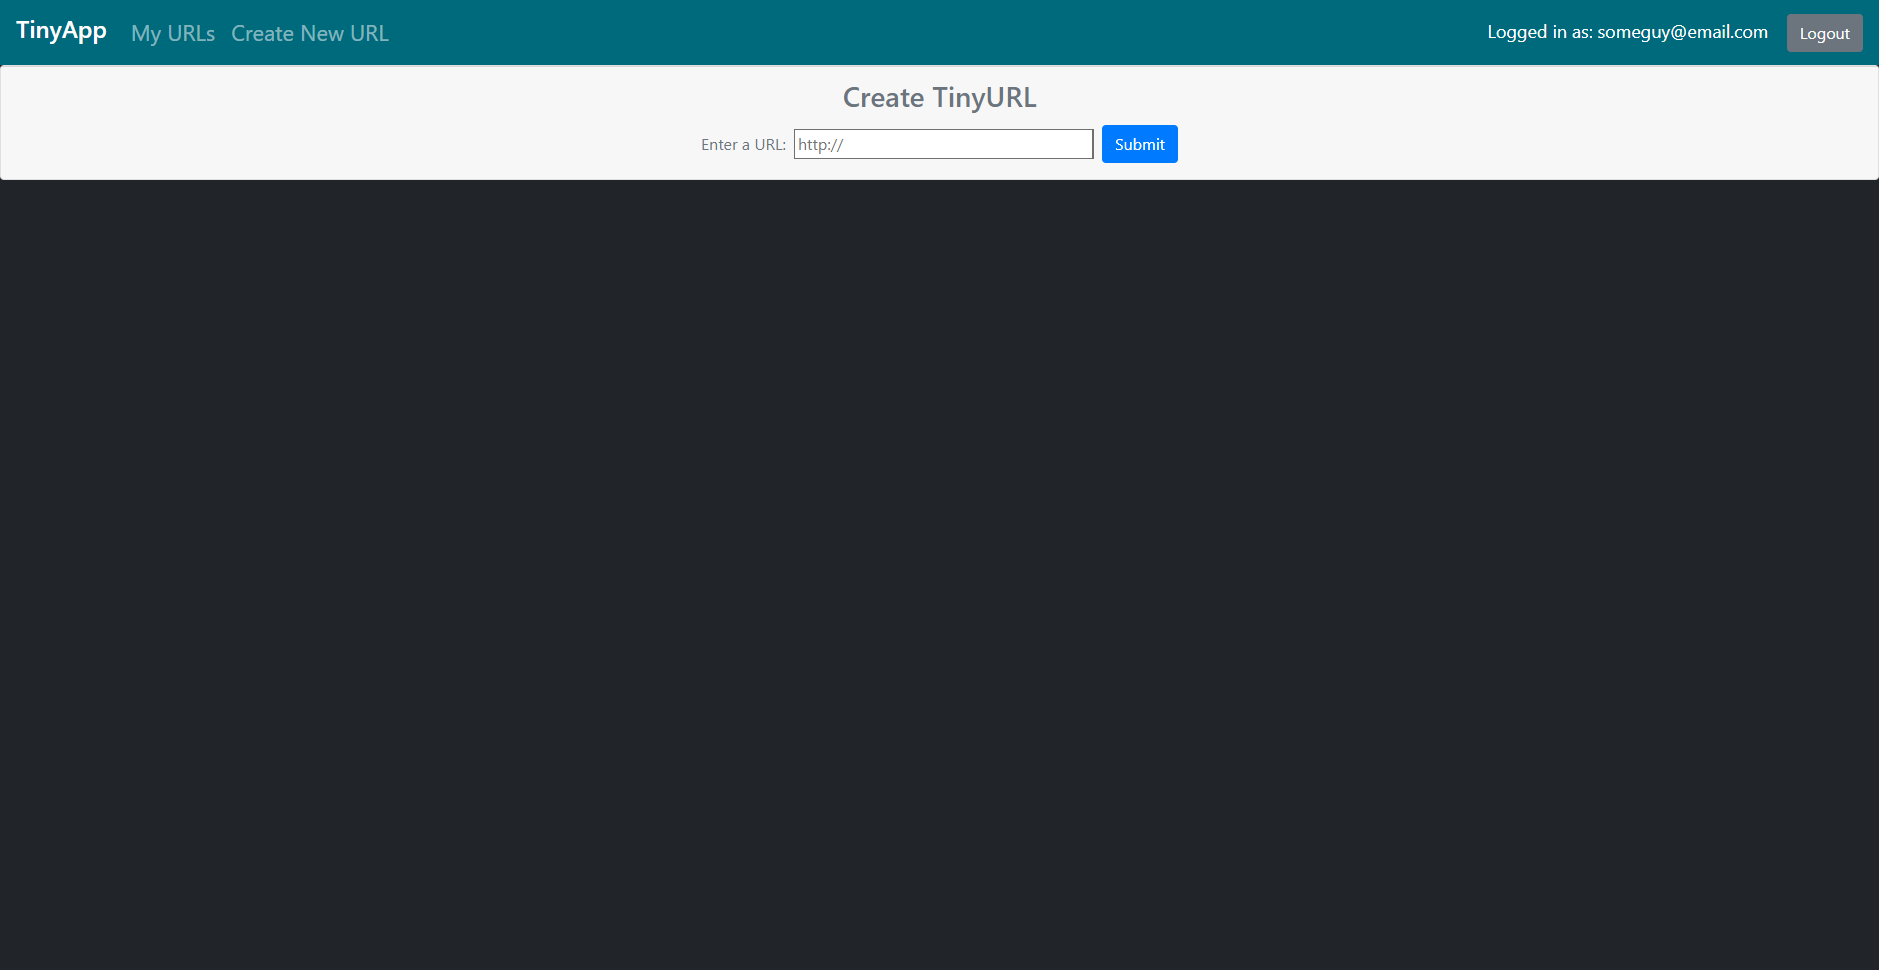 TinyApp My URLs Create New URL Logged in as: someguy@email.com Logout
Create TinyURL
Enter a URL: http:// Submit